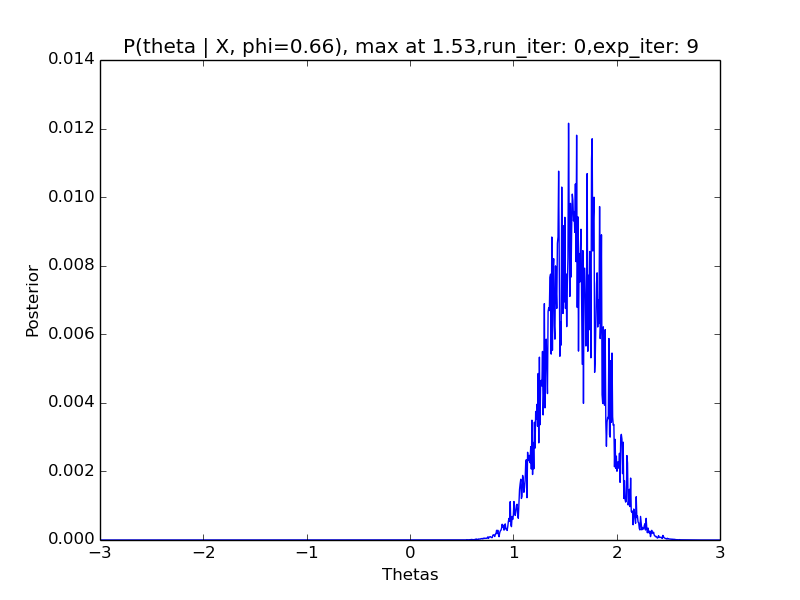 P(theta | X, phi=0.66), max at 1.53,run_iter: 0,exp_iter: 9
0.014
0.012
0.010
0.008
0.006
0.004
0.002
0.000
Posterior
−3 −2 −1 0 1 2 3
Thetas